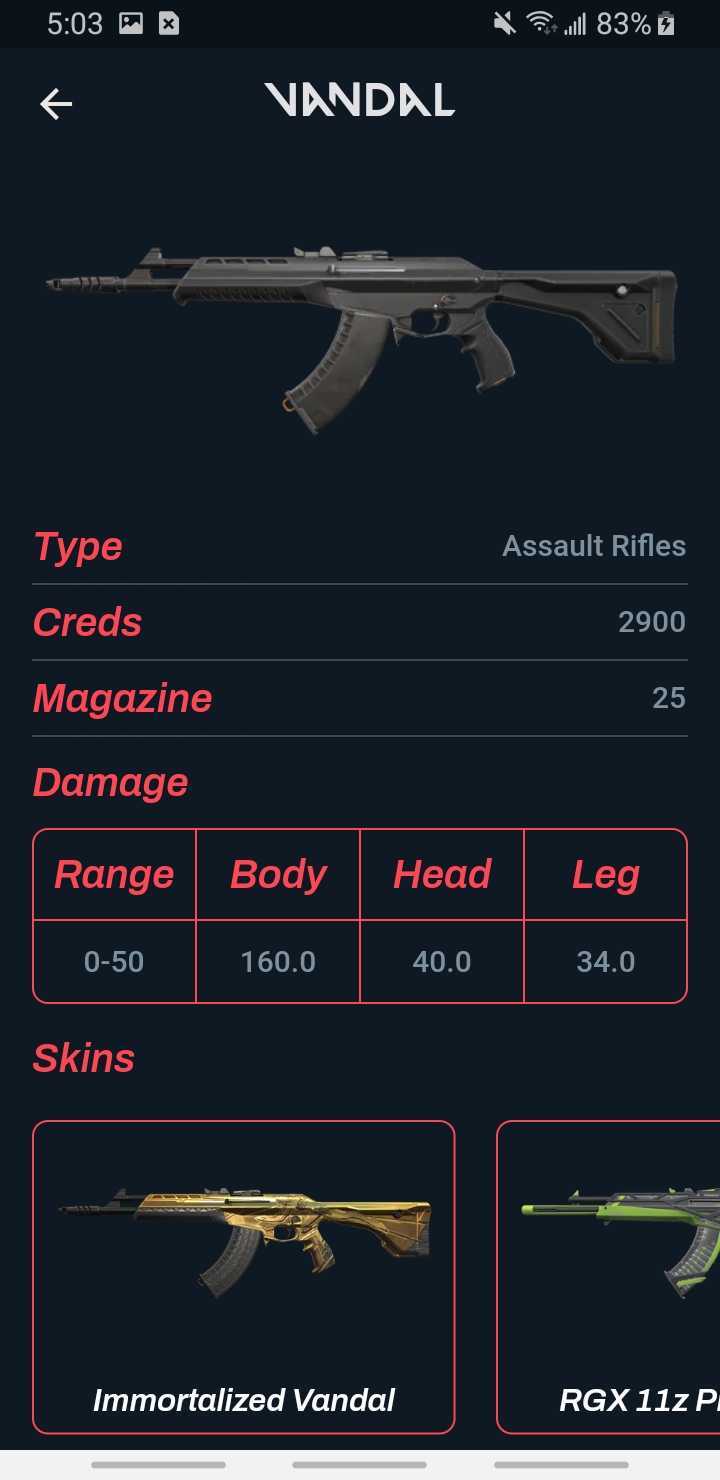 5:03 83%
VANDAL
Type Assault Rifles
Creds 2900
Magazine 25
Damage
Range Body Head Leg
0-50 160.0 40.0 34.0
Skins
Immortalized Vandal RGX 11z